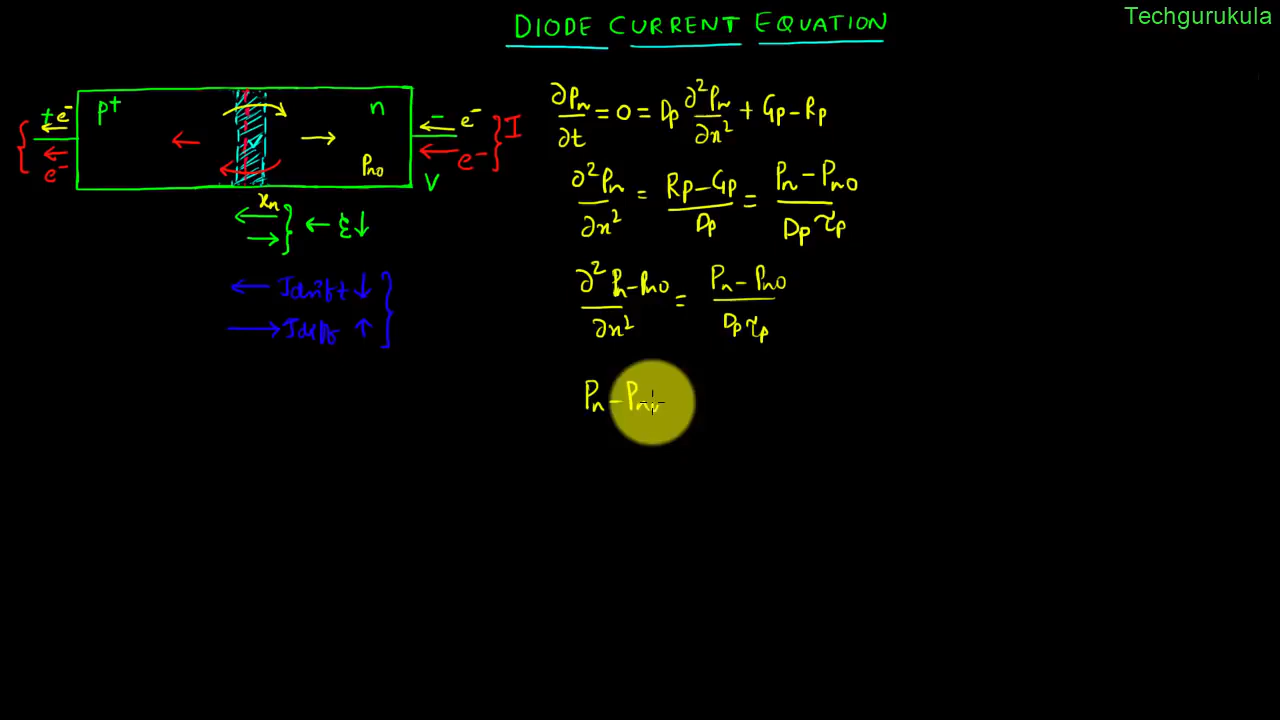 Techgurukula
DIODE CURRENT EQUATION
p+ n
+ e- - e- I
e- e-
Pno
V
xn
← ε↓
← Jdrift ↓
→ Jdiff ↑
∂Pn/∂t = 0 = Dp ∂²Pn/∂x² + Gp - Rp
∂²Pn/∂x² = Rp - Gp/Dp = Pn - Pno/Dp τp
∂² Pn - Pno/∂x² = Pn - Pno/Dp τp
Pn - Pno